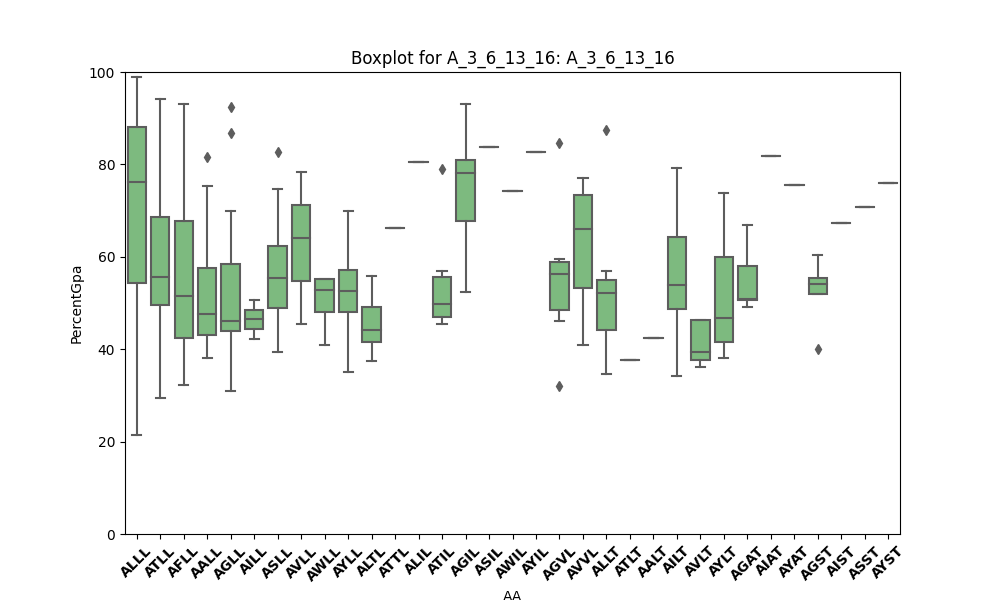 Boxplot for A_3_6_13_16: A_3_6_13_16
100
80
60
40
20
0
PercentGpa
ALLL ATLL AFLL AALL AGLL AILL ASLL AVLL AWLL AYLL ALTL ATTL ALIL ATIL AGIL ASIL AWIL AYIL AGVL AVVL ALLT ATLT AALT AILT AVLT AYLT AGAT AIAT AYAT AGST AIST ASST AYST
AA